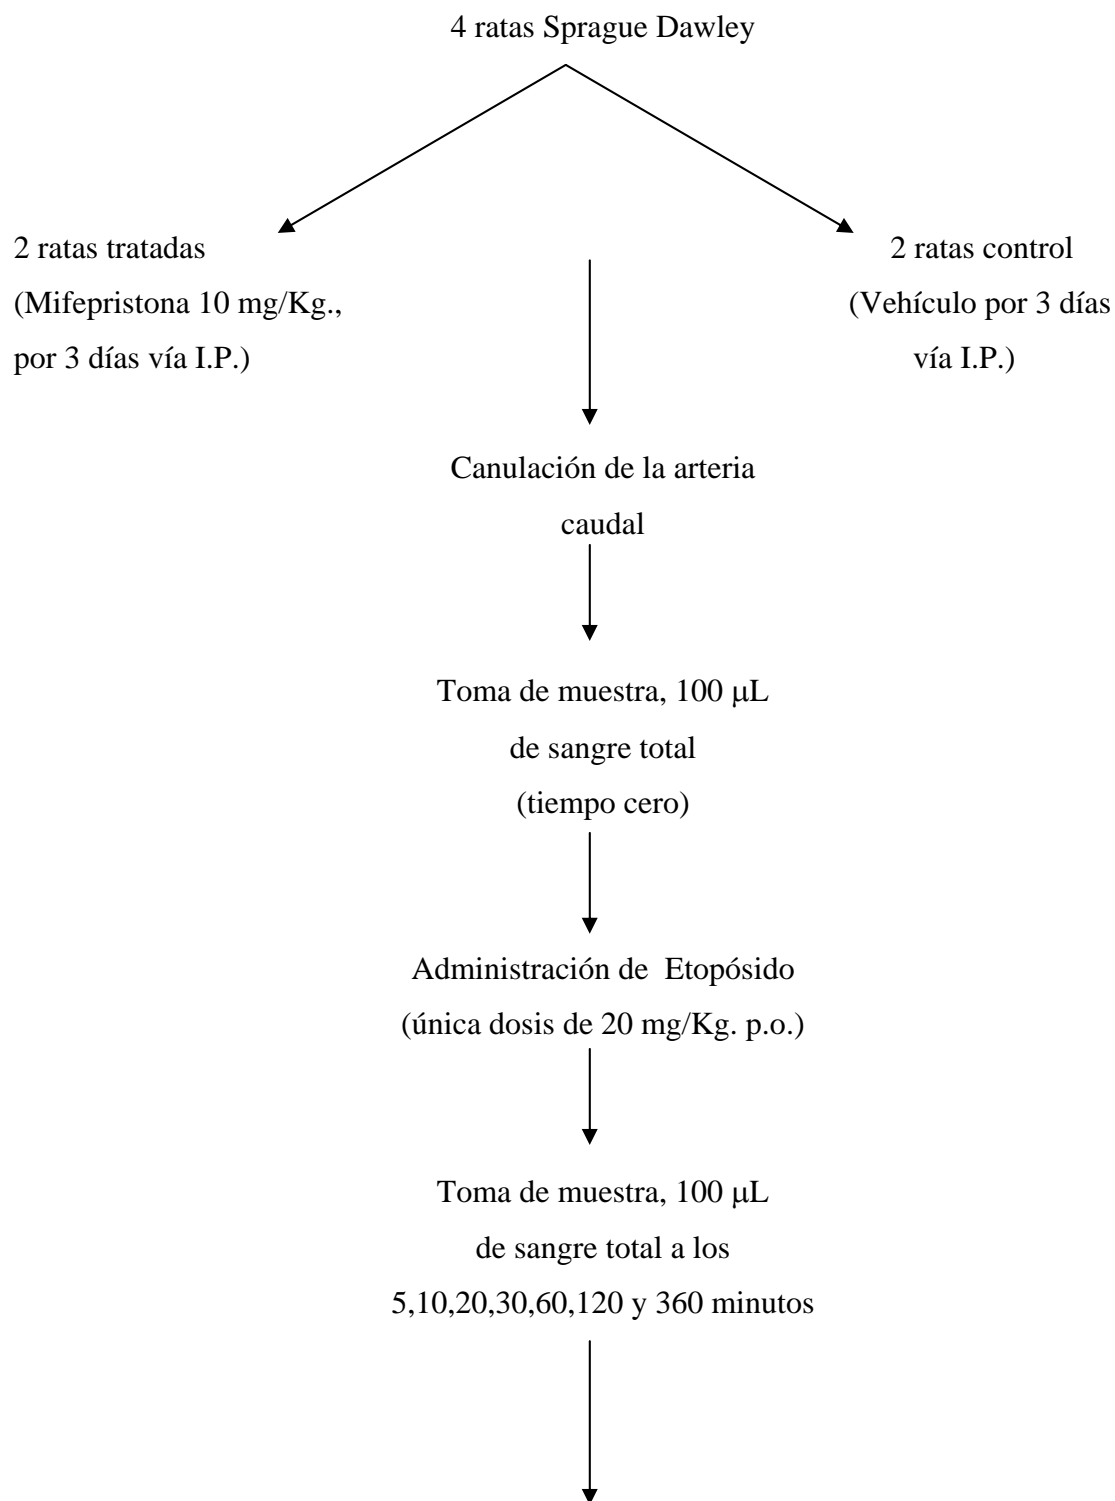 4 ratas Sprague Dawley
2 ratas tratadas
(Mifepristona 10 mg/Kg.,
por 3 días vía I.P.)
2 ratas control
(Vehículo por 3 días
vía I.P.)
Canulación de la arteria
caudal
Toma de muestra, 100 μL
de sangre total
(tiempo cero)
Administración de  Etopósido
(única dosis de 20 mg/Kg. p.o.)
Toma de muestra, 100 μL
de sangre total a los
5,10,20,30,60,120 y 360 minutos